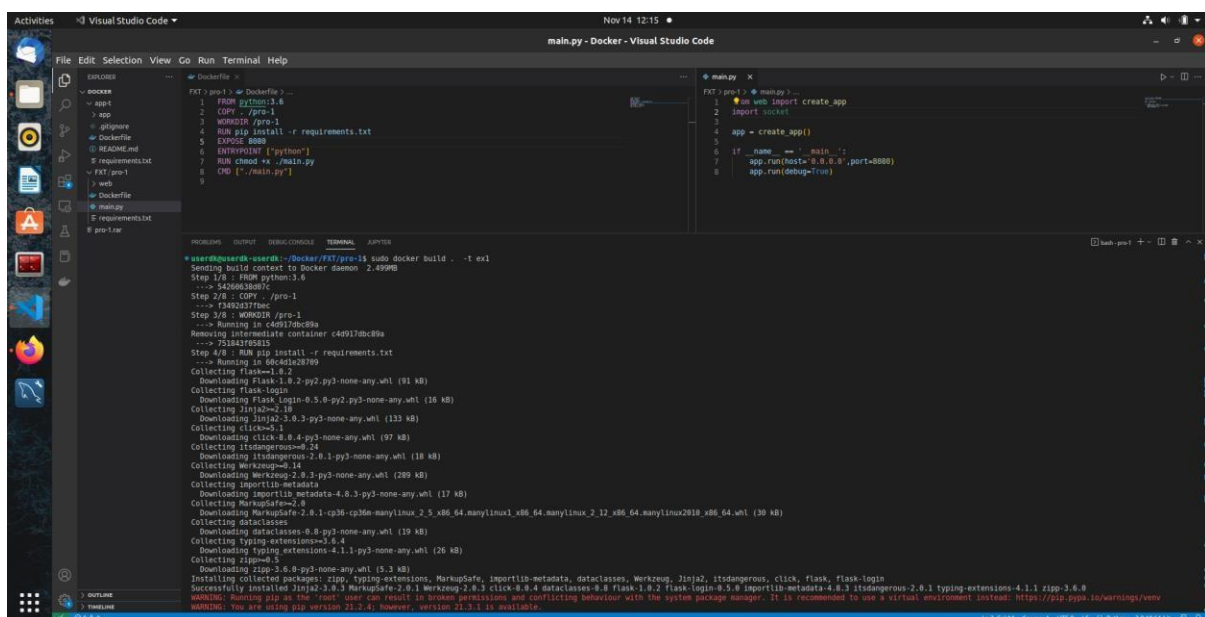 Activities Visual Studio Code Nov 14 12:15
main.py - Docker - Visual Studio Code
File Edit Selection View Go Run Terminal Help
EXPLORER
DOCKER
app-t
app
.gitignore
Dockerfile
README.md
requirements.txt
FXT / pro-1
web
Dockerfile
main.py
requirements.txt
pro-1.rar
OUTLINE
TIMELINE
Dockerfile
FXT > pro-1 > Dockerfile > ...
1 FROM python:3.6
2 COPY . /pro-1
3 WORKDIR /pro-1
4 RUN pip install -r requirements.txt
5 EXPOSE 8080
6 ENTRYPOINT ["python"]
7 RUN chmod +x ./main.py
8 CMD ["./main.py"]
9
main.py
FXT > pro-1 > main.py > ...
1 om web import create_app
2 import socket
3
4 app = create_app()
5
6 if __name__ == '__main__':
7 app.run(host='0.0.0.0',port=8080)
8 app.run(debug=True)
PROBLEMS OUTPUT DEBUG CONSOLE TERMINAL JUPYTER
bash - pro-1
userdk@userdk-userdk:~/Docker/FXT/pro-1$ sudo docker build . -t ex1
Sending build context to Docker daemon 2.499MB
Step 1/8 : FROM python:3.6
---> 54260638d07c
Step 2/8 : COPY . /pro-1
---> f3492d37fbec
Step 3/8 : WORKDIR /pro-1
---> Running in c4d917dbc89a
Removing intermediate container c4d917dbc89a
---> 751843f05815
Step 4/8 : RUN pip install -r requirements.txt
---> Running in 60c4d1e28709
Collecting flask==1.0.2
Downloading Flask-1.0.2-py2.py3-none-any.whl (91 kB)
Collecting flask-login
Downloading Flask_Login-0.5.0-py2.py3-none-any.whl (16 kB)
Collecting Jinja2>=2.10
Downloading Jinja2-3.0.3-py3-none-any.whl (133 kB)
Collecting click>=5.1
Downloading click-8.0.4-py3-none-any.whl (97 kB)
Collecting itsdangerous>=0.24
Downloading itsdangerous-2.0.1-py3-none-any.whl (18 kB)
Collecting Werkzeug>=0.14
Downloading Werkzeug-2.0.3-py3-none-any.whl (289 kB)
Collecting importlib-metadata
Downloading importlib_metadata-4.8.3-py3-none-any.whl (17 kB)
Collecting MarkupSafe>=2.0
Downloading MarkupSafe-2.0.1-cp36-cp36m-manylinux_2_5_x86_64.manylinux1_x86_64.manylinux_2_12_x86_64.manylinux2010_x86_64.whl (30 kB)
Collecting dataclasses
Downloading dataclasses-0.8-py3-none-any.whl (19 kB)
Collecting typing-extensions>=3.6.4
Downloading typing_extensions-4.1.1-py3-none-any.whl (26 kB)
Collecting zipp>=0.5
Downloading zipp-3.6.0-py3-none-any.whl (5.3 kB)
Installing collected packages: zipp, typing-extensions, MarkupSafe, importlib-metadata, dataclasses, Werkzeug, Jinja2, itsdangerous, click, flask, flask-login
Successfully installed Jinja2-3.0.3 MarkupSafe-2.0.1 Werkzeug-2.0.3 click-8.0.4 dataclasses-0.8 flask-1.0.2 flask-login-0.5.0 importlib-metadata-4.8.3 itsdangerous-2.0.1 typing-extensions-4.1.1 zipp-3.6.0
WARNING: Running pip as the 'root' user can result in broken permissions and conflicting behaviour with the system package manager. It is recommended to use a virtual environment instead: https://pip.pypa.io/warnings/venv
WARNING: You are using pip version 21.2.4; however, version 21.3.1 is available.